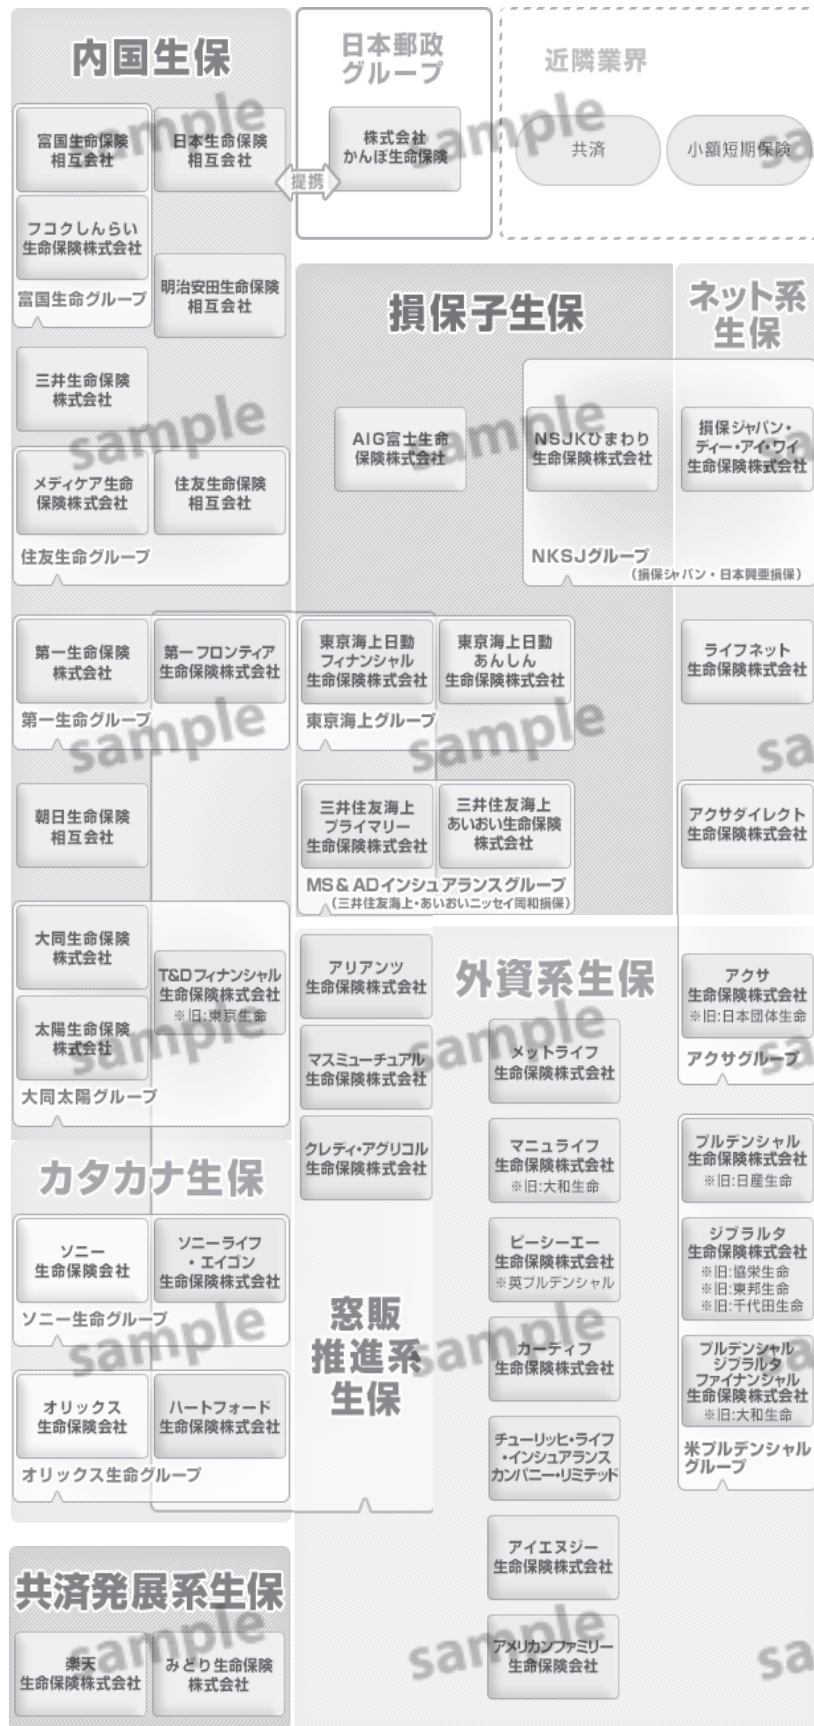 内国生保
富国生命保険
相互会社
日本生命保険
相互会社
フコクしんらい
生命保険株式会社
富国生命グループ
明治安田生命保険
相互会社
三井生命保険
株式会社
メディケア生命
保険株式会社
住友生命保険
相互会社
住友生命グループ
第一生命保険
株式会社
第一フロンティア
生命保険株式会社
第一生命グループ
朝日生命保険
相互会社
大同生命保険
株式会社
太陽生命保険
株式会社
T&Dフィナンシャル
生命保険株式会社
※旧:東京生命
大同太陽グループ
カタカナ生保
ソニー
生命保険会社
ソニーライフ
・エイゴン
生命保険株式会社
ソニー生命グループ
オリックス
生命保険会社
ハートフォード
生命保険株式会社
オリックス生命グループ
共済発展系生保
楽天
生命保険株式会社
みどり生命保険
株式会社
日本郵政
グループ
株式会社
かんぽ生命保険
提携
近隣業界
共済
小額短期保険
損保子生保
AIG富士生命
保険株式会社
NSJKひまわり
生命保険株式会社
NKSJグループ
(損保ジャパン・日本興亜損保)
東京海上日動
フィナンシャル
生命保険株式会社
東京海上日動
あんしん
生命保険株式会社
東京海上グループ
三井住友海上
プライマリー
生命保険株式会社
三井住友海上
あいおい生命保険
株式会社
MS&ADインシュアランスグループ
(三井住友海上・あいおいニッセイ同和損保)
ネット系
生保
損保ジャパン・
ディー・アイ・ワイ
生命保険株式会社
ライフネット
生命保険株式会社
アクサダイレクト
生命保険株式会社
アクサ
生命保険株式会社
※旧:日本団体生命
アクサグループ
アリアンツ
生命保険株式会社
マスミューチュアル
生命保険株式会社
クレディ・アグリコル
生命保険株式会社
窓販
推進系
生保
外資系生保
メットライフ
生命保険株式会社
マニュライフ
生命保険株式会社
※旧:大和生命
ピーシーエー
生命保険株式会社
※英プルデンシャル
カーディフ
生命保険株式会社
チューリッヒ・ライフ
・インシュアランス
カンパニー・リミテッド
アイエヌジー
生命保険株式会社
アメリカンファミリー
生命保険会社
プルデンシャル
生命保険株式会社
※旧:日産生命
ジブラルタ
生命保険株式会社
※旧:協栄生命
※旧:東邦生命
※旧:千代田生命
プルデンシャル
ジブラルタ
ファイナンシャル
生命保険株式会社
※旧:大和生命
米プルデンシャル
グループ
sample
sample
sa
sample
sample
sa
sample
sample
sa
sample
sample
sa
sample
sample
sa
sample
sample
sa